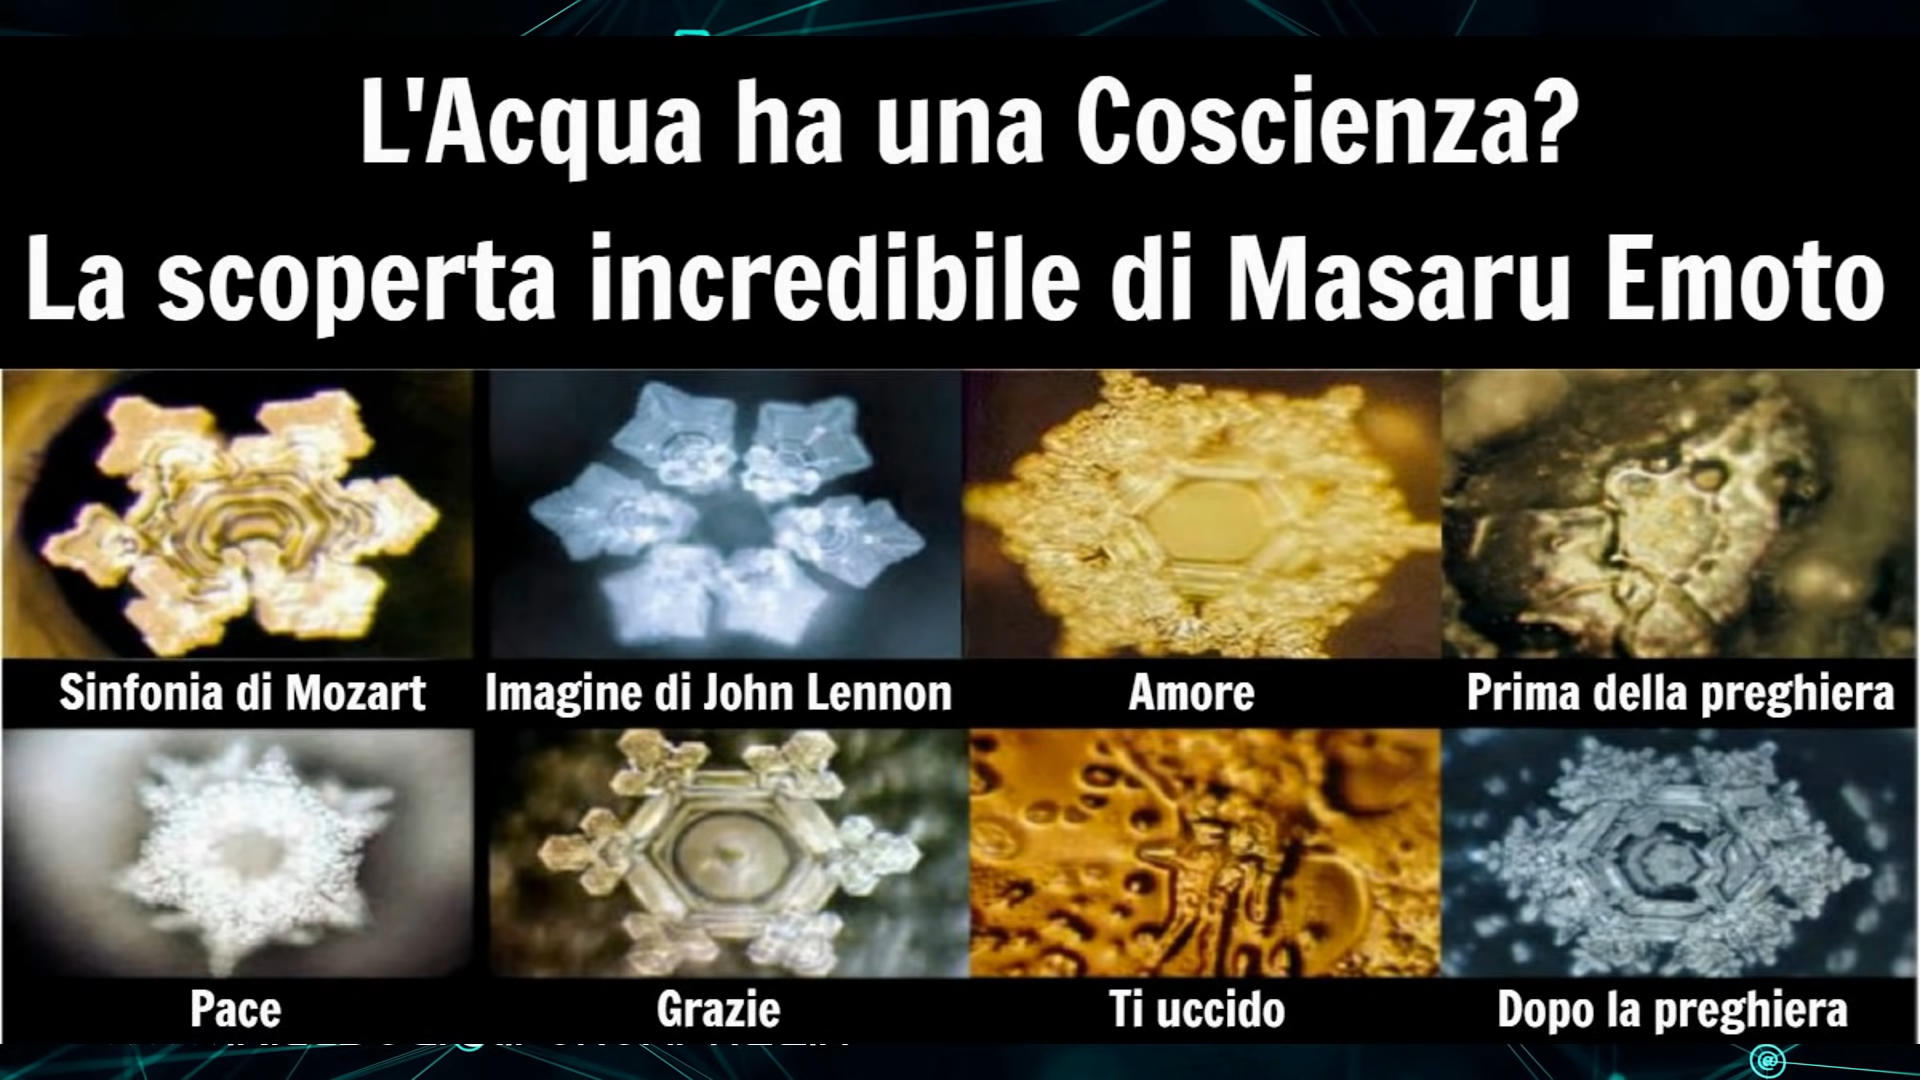 L'Acqua ha una Coscienza?
La scoperta incredibile di Masaru Emoto
Sinfonia di Mozart
Imagine di John Lennon
Amore
Prima della preghiera
Pace
Grazie
Ti uccido
Dopo la preghiera
@